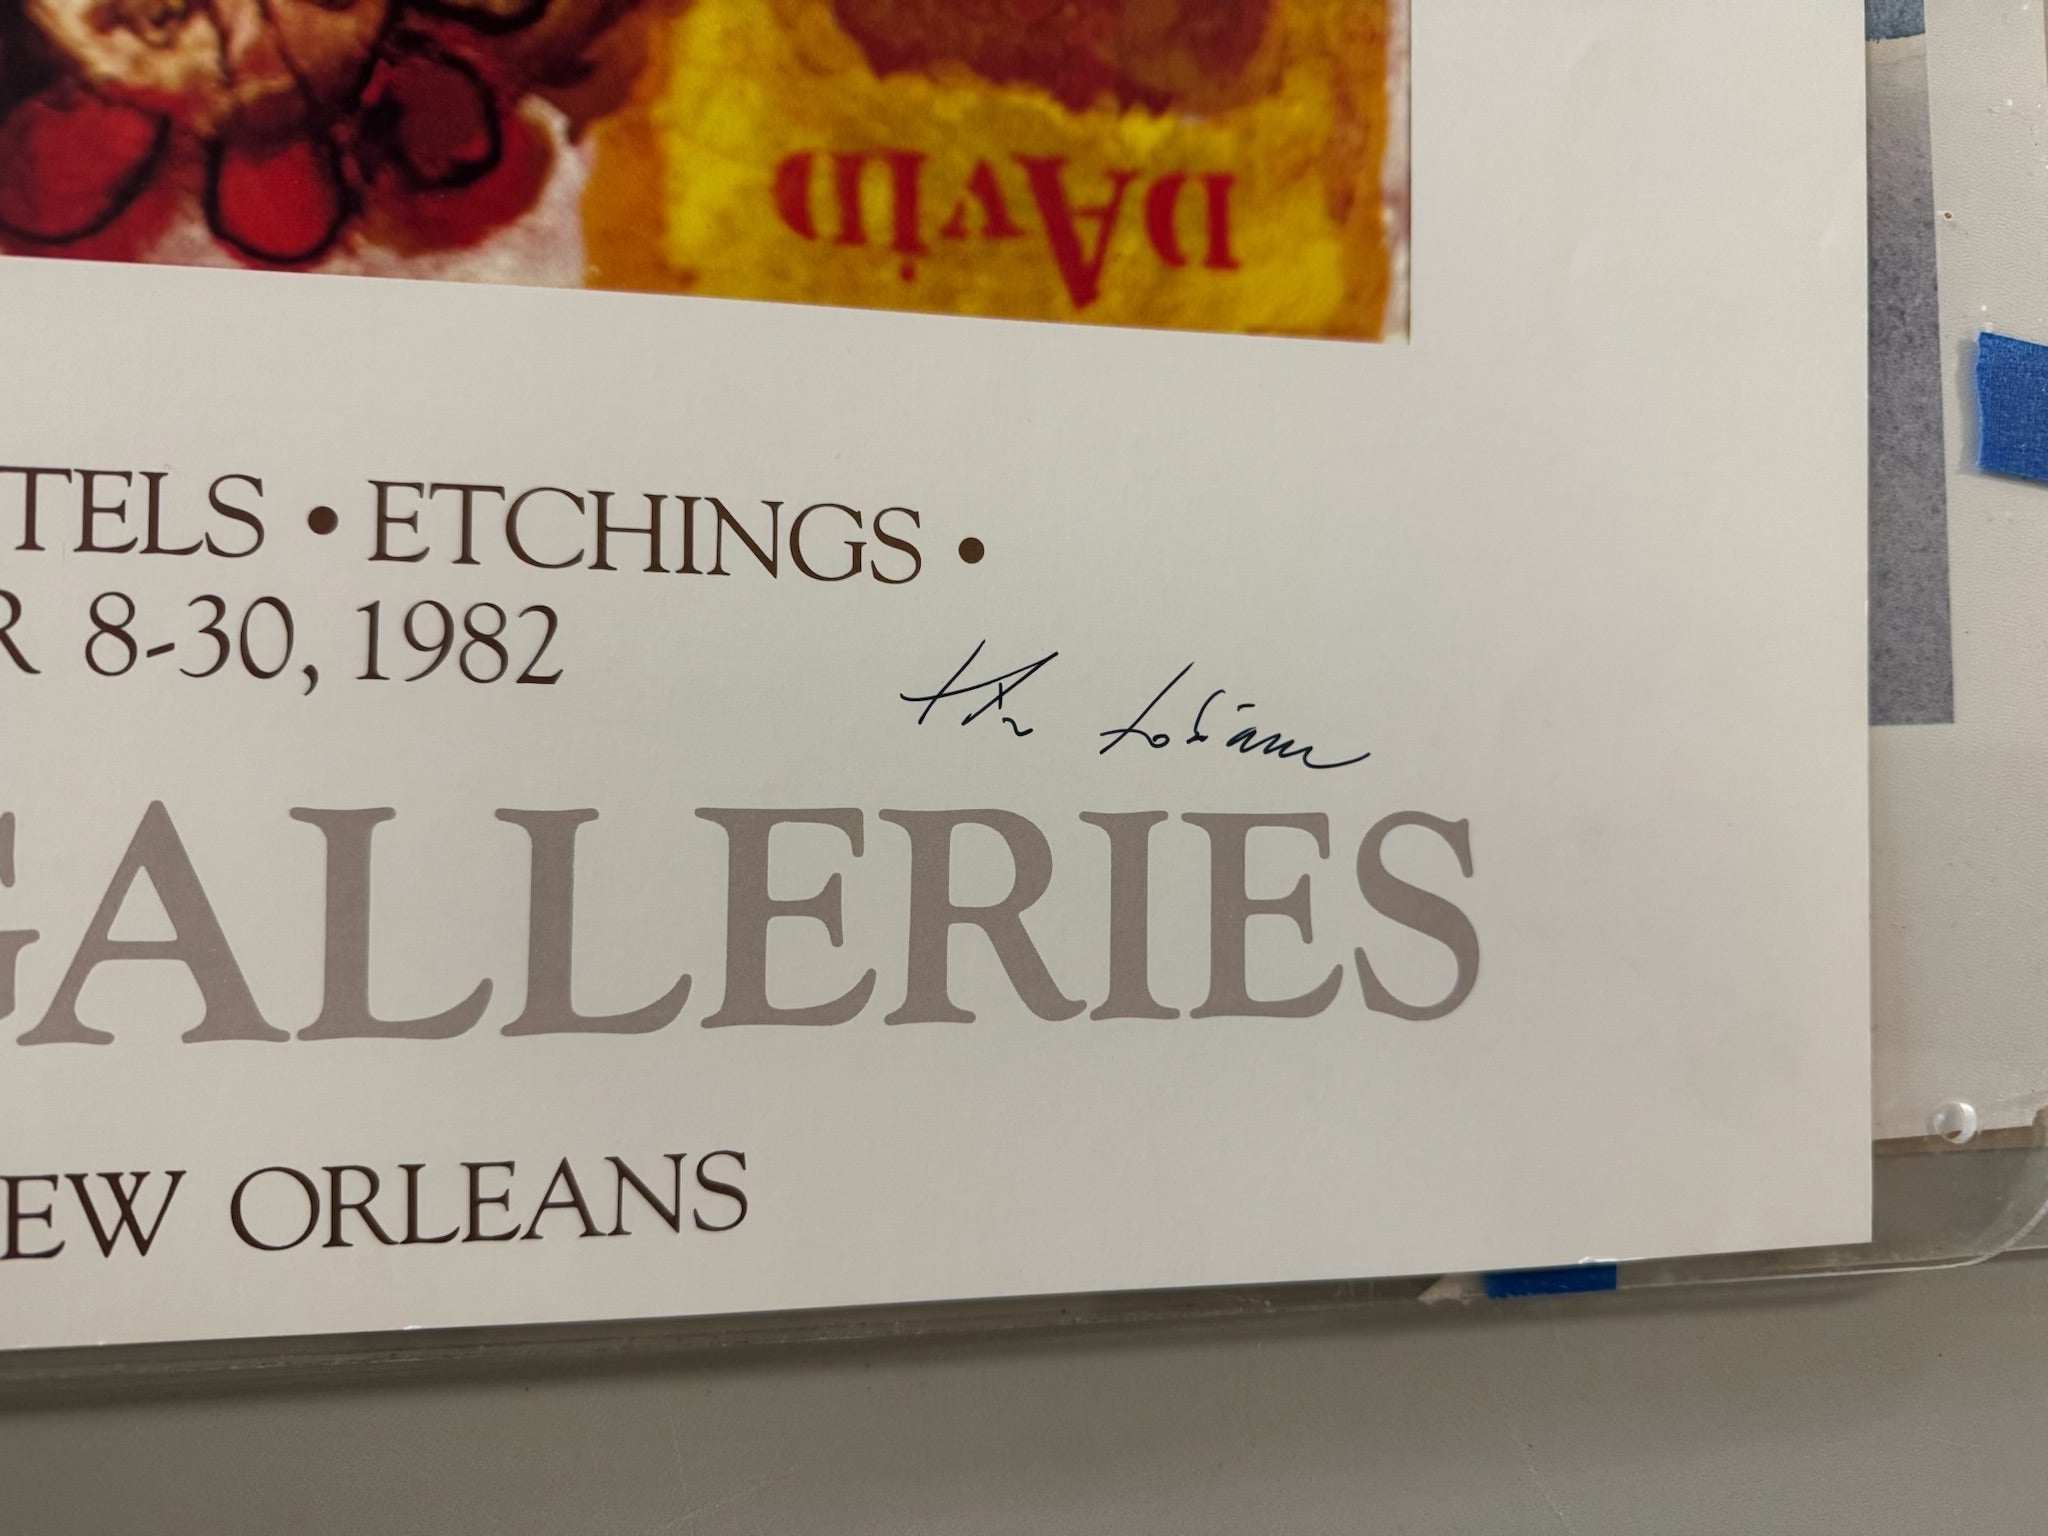 DAViD
TELS • ETCHINGS •
R 8-30, 1982
GALLERIES
EW ORLEANS